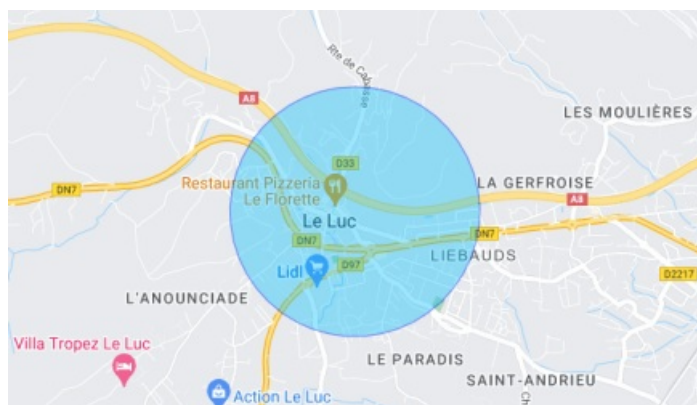 Rte de Cabasse
A8
LES MOULIÈRES
D33
Restaurant Pizzeria
Le Florette
LA GERFROISE
DN7
A8
Le Luc
DN7
DN7
LIEBAUDS
Lidl
D97
D2217
L'ANOUNCIADE
Villa Tropez Le Luc
LE PARADIS
SAINT-ANDRIEU
Action Le Luc